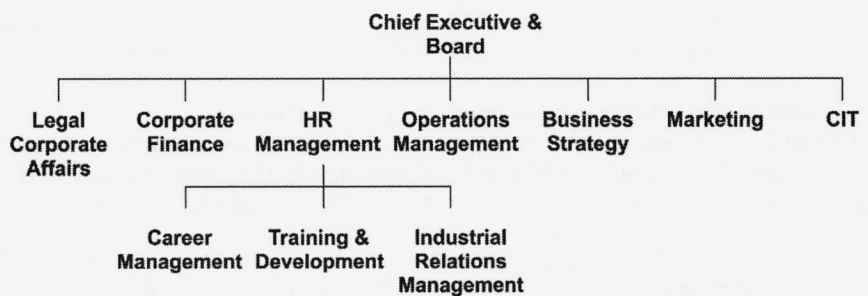 Chief Executive &
Board
Legal
Corporate
Affairs
Corporate
Finance
HR
Management
Operations
Management
Business
Strategy
Marketing
CIT
Career
Management
Training &
Development
Industrial
Relations
Management